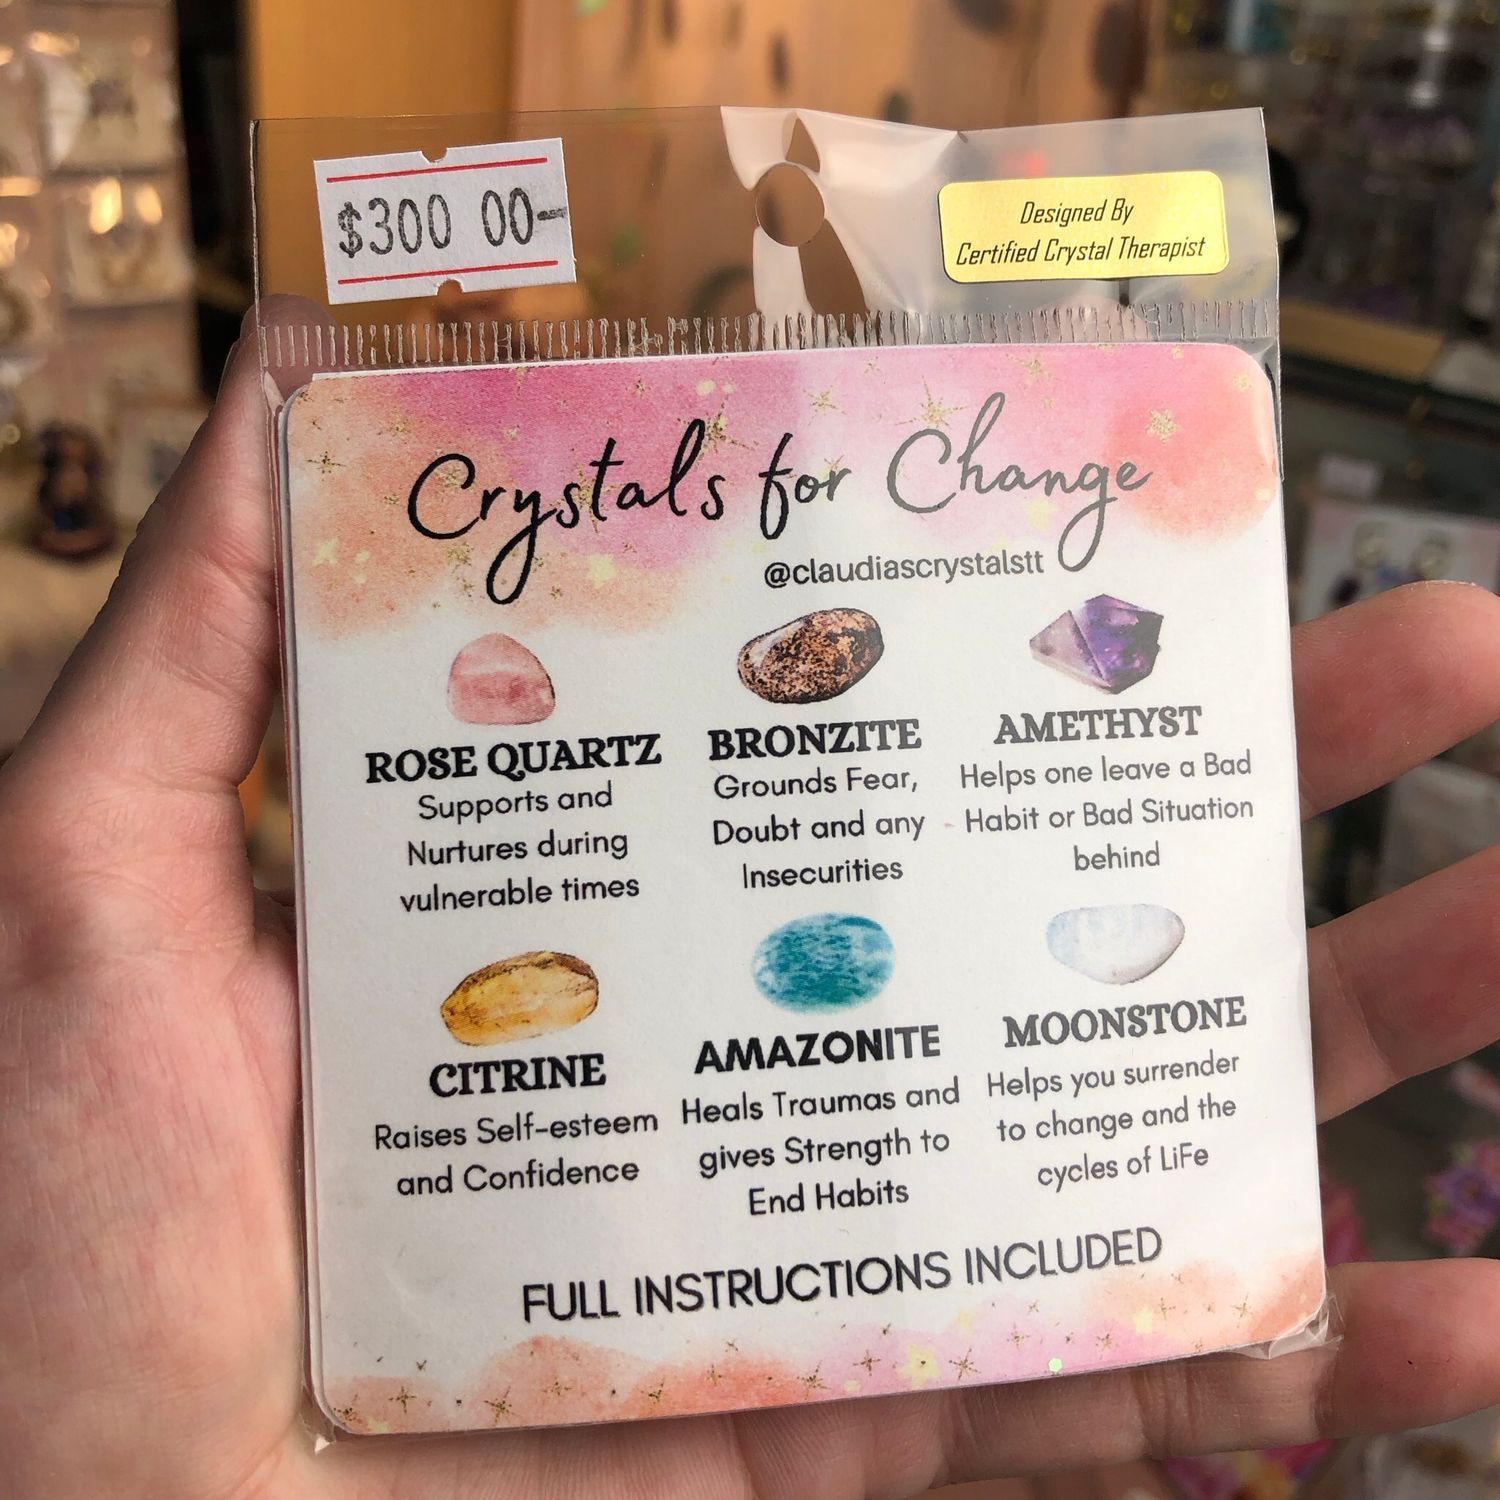 $300 00-
Designed By
Certified Crystal Therapist
Crystals for Change
@claudiascrystalstt
ROSE QUARTZ
Supports and
Nurtures during
vulnerable times
BRONZITE
Grounds Fear,
Doubt and any
Insecurities
AMETHYST
Helps one leave a Bad
Habit or Bad Situation
behind
CITRINE
Raises Self-esteem
and Confidence
AMAZONITE
Heals Traumas and
gives Strength to
End Habits
MOONSTONE
Helps you surrender
to change and the
cycles of LiFe
FULL INSTRUCTIONS INCLUDED